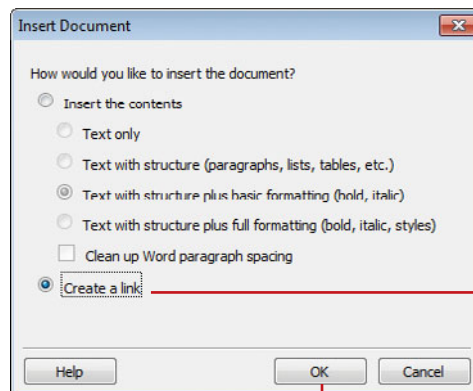 Insert Document
How would you like to insert the document?
Insert the contents
Text only
Text with structure (paragraphs, lists, tables, etc.)
Text with structure plus basic formatting (bold, italic)
Text with structure plus full formatting (bold, italic, styles)
Clean up Word paragraph spacing
Create a link
Help OK Cancel